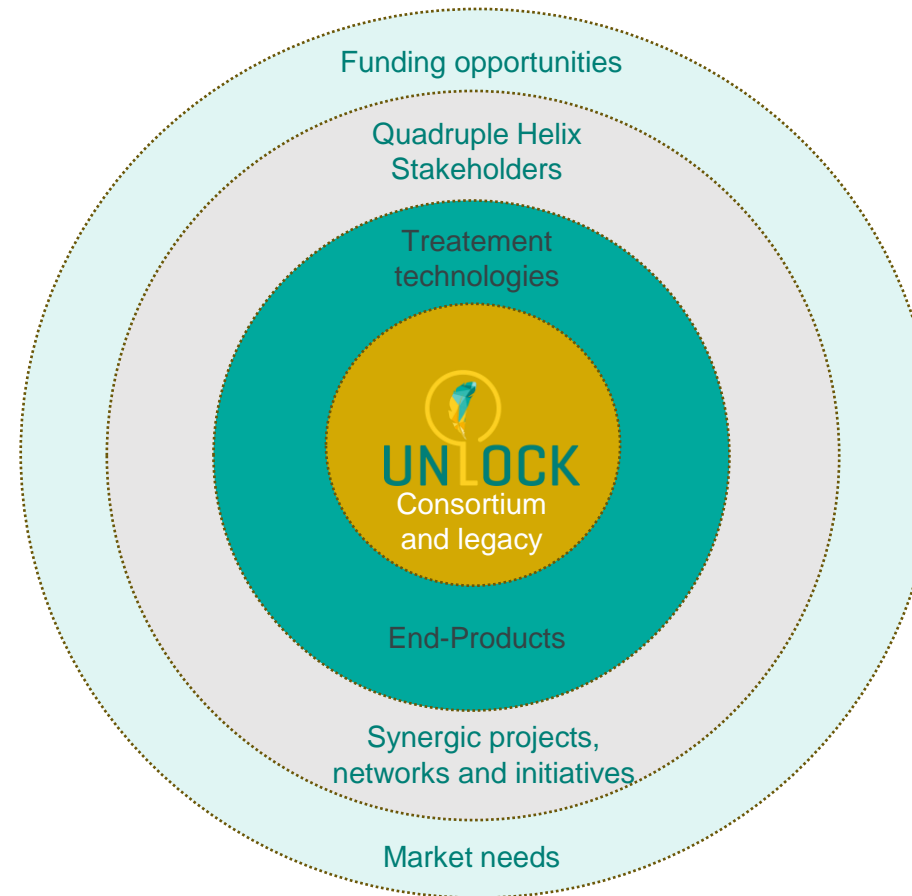 Funding opportunities
Quadruple Helix
Stakeholders
Treatement
technologies
UNLOCK
Consortium
and legacy
End-Products
Synergic projects,
networks and initiatives
Market needs